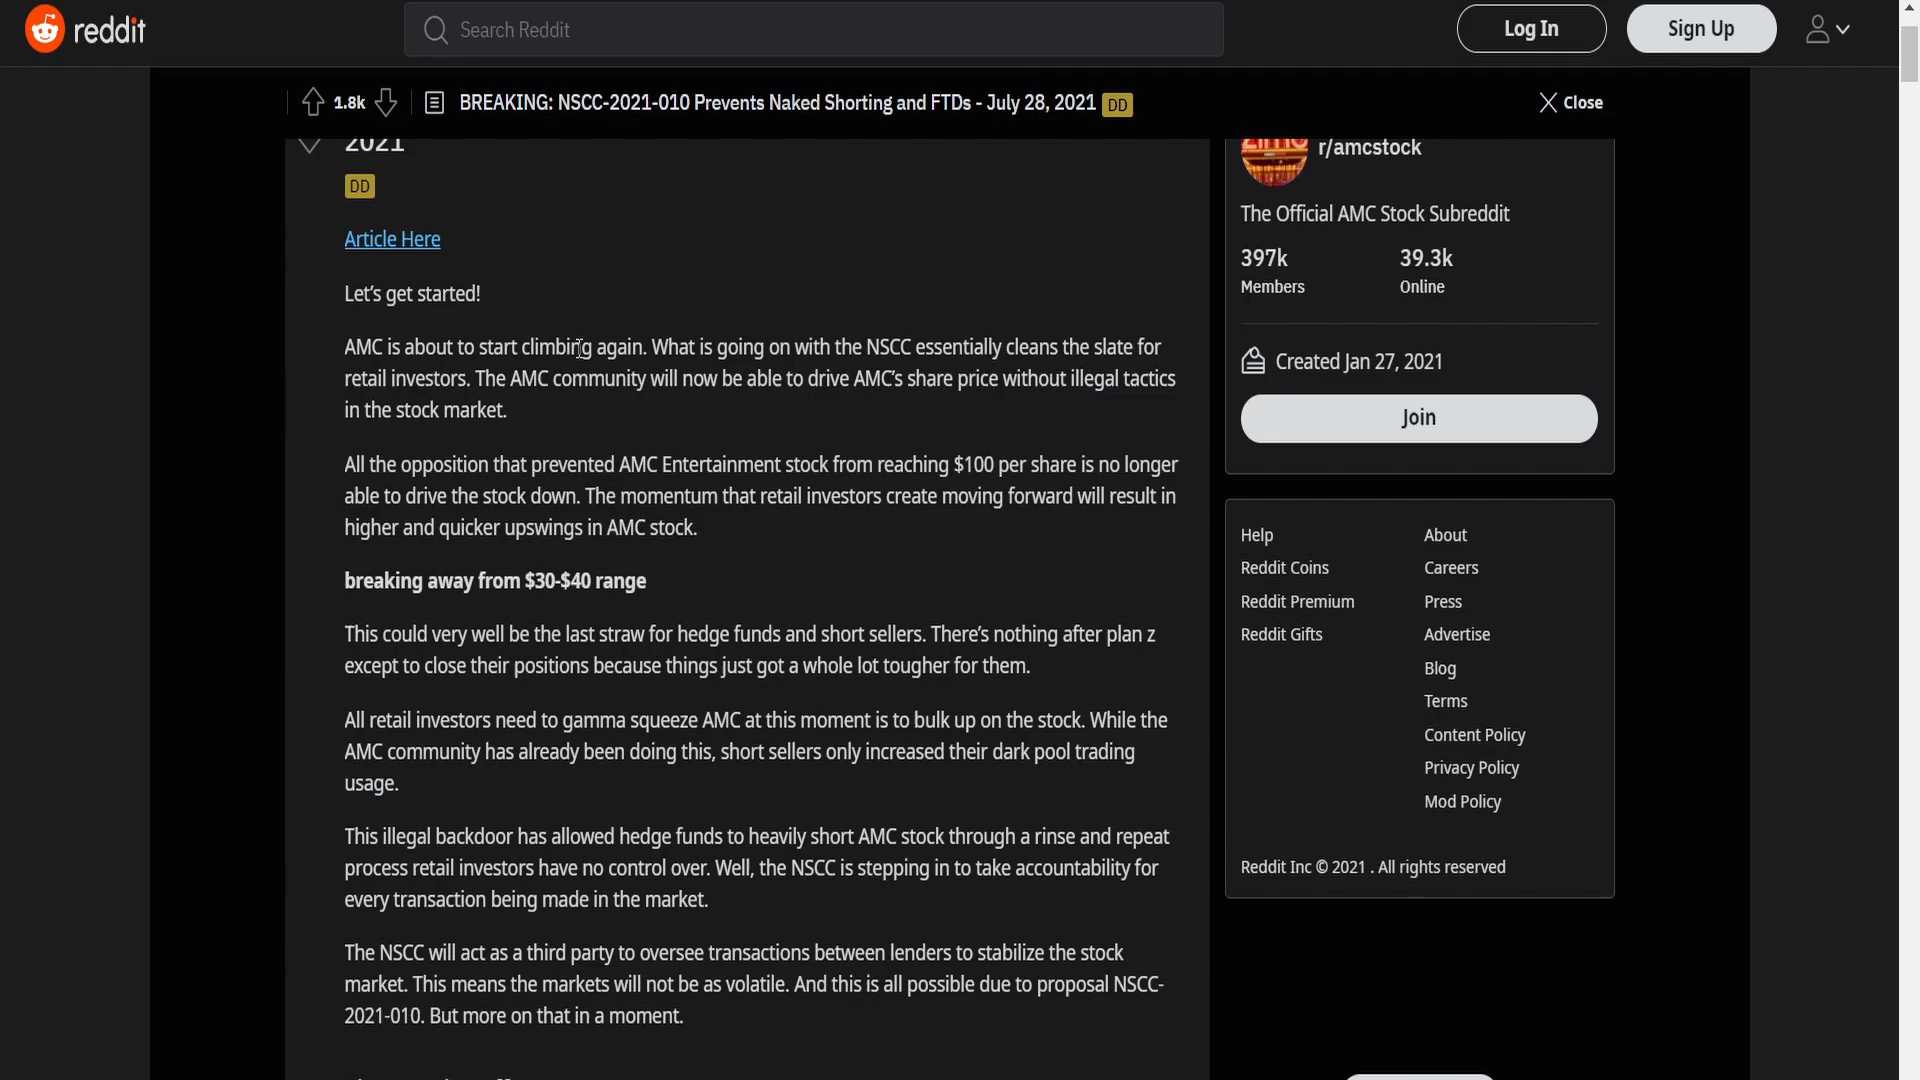 reddit
Search Reddit
Log In
Sign Up
1.8k
BREAKING: NSCC-2021-010 Prevents Naked Shorting and FTDs - July 28, 2021 DD
Close
2021
DD
Article Here
Let's get started!
AMC is about to start climbing again. What is going on with the NSCC essentially cleans the slate for
retail investors. The AMC community will now be able to drive AMC's share price without illegal tactics
in the stock market.
All the opposition that prevented AMC Entertainment stock from reaching $100 per share is no longer
able to drive the stock down. The momentum that retail investors create moving forward will result in
higher and quicker upswings in AMC stock.
breaking away from $30-$40 range
This could very well be the last straw for hedge funds and short sellers. There's nothing after plan z
except to close their positions because things just got a whole lot tougher for them.
All retail investors need to gamma squeeze AMC at this moment is to bulk up on the stock. While the
AMC community has already been doing this, short sellers only increased their dark pool trading
usage.
This illegal backdoor has allowed hedge funds to heavily short AMC stock through a rinse and repeat
process retail investors have no control over. Well, the NSCC is stepping in to take accountability for
every transaction being made in the market.
The NSCC will act as a third party to oversee transactions between lenders to stabilize the stock
market. This means the markets will not be as volatile. And this is all possible due to proposal NSCC-
2021-010. But more on that in a moment.
r/amcstock
The Official AMC Stock Subreddit
397k
Members
39.3k
Online
Created Jan 27, 2021
Join
Help
Reddit Coins
Reddit Premium
Reddit Gifts
About
Careers
Press
Advertise
Blog
Terms
Content Policy
Privacy Policy
Mod Policy
Reddit Inc © 2021 . All rights reserved